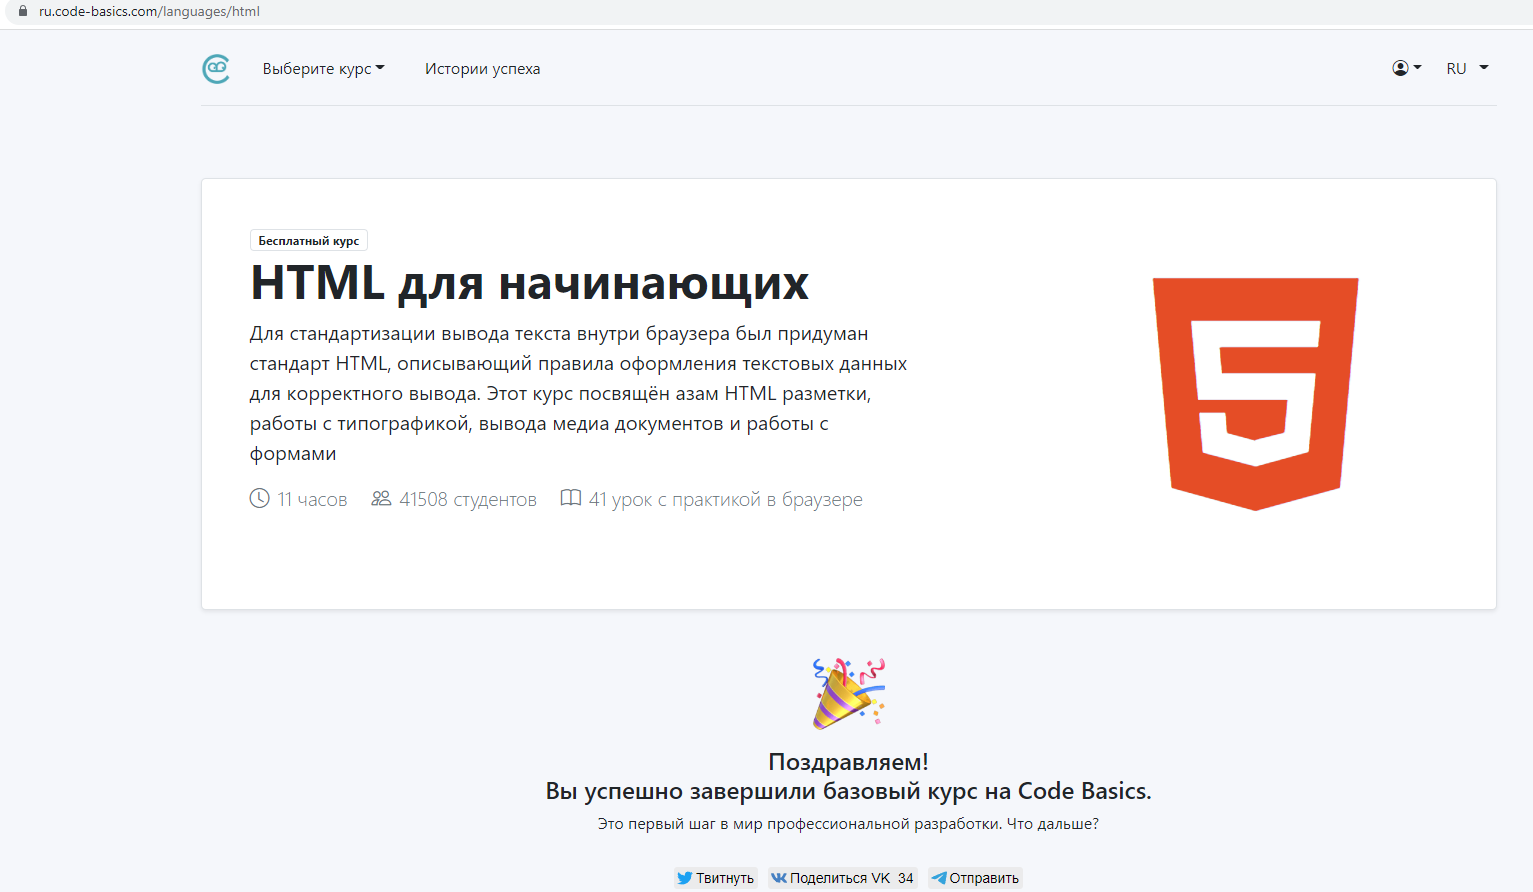 ru.code-basics.com/languages/html
Выберите курс
Истории успеха
RU
Бесплатный курс
HTML для начинающих
Для стандартизации вывода текста внутри браузера был придуман
стандарт HTML, описывающий правила оформления текстовых данных
для корректного вывода. Этот курс посвящён азам HTML разметки,
работы с типографикой, вывода медиа документов и работы с
формами
11 часов 41508 студентов 41 урок с практикой в браузере
Поздравляем!
Вы успешно завершили базовый курс на Code Basics.
Это первый шаг в мир профессиональной разработки. Что дальше?
Твитнуть Поделиться VK 34 Отправить